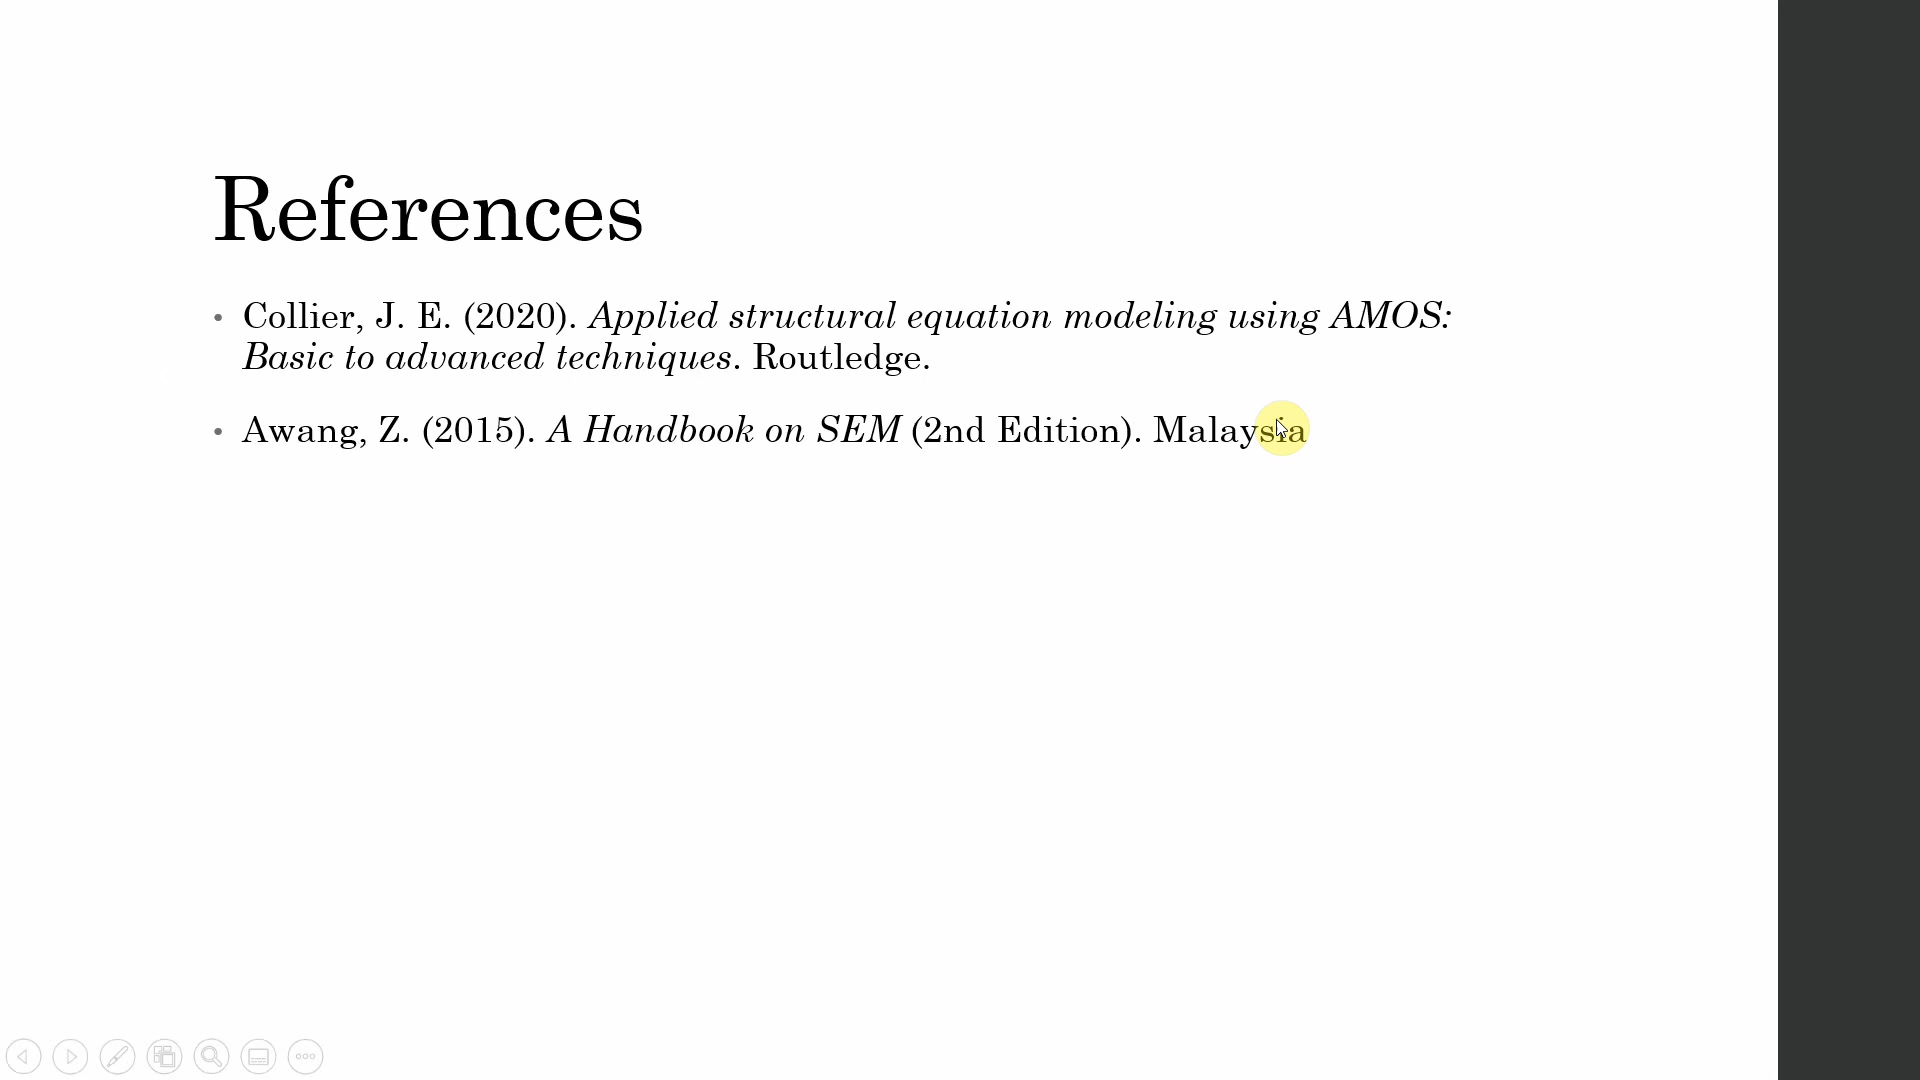 References
• Collier, J. E. (2020). Applied structural equation modeling using AMOS:
Basic to advanced techniques. Routledge.
• Awang, Z. (2015). A Handbook on SEM (2nd Edition). Malaysia